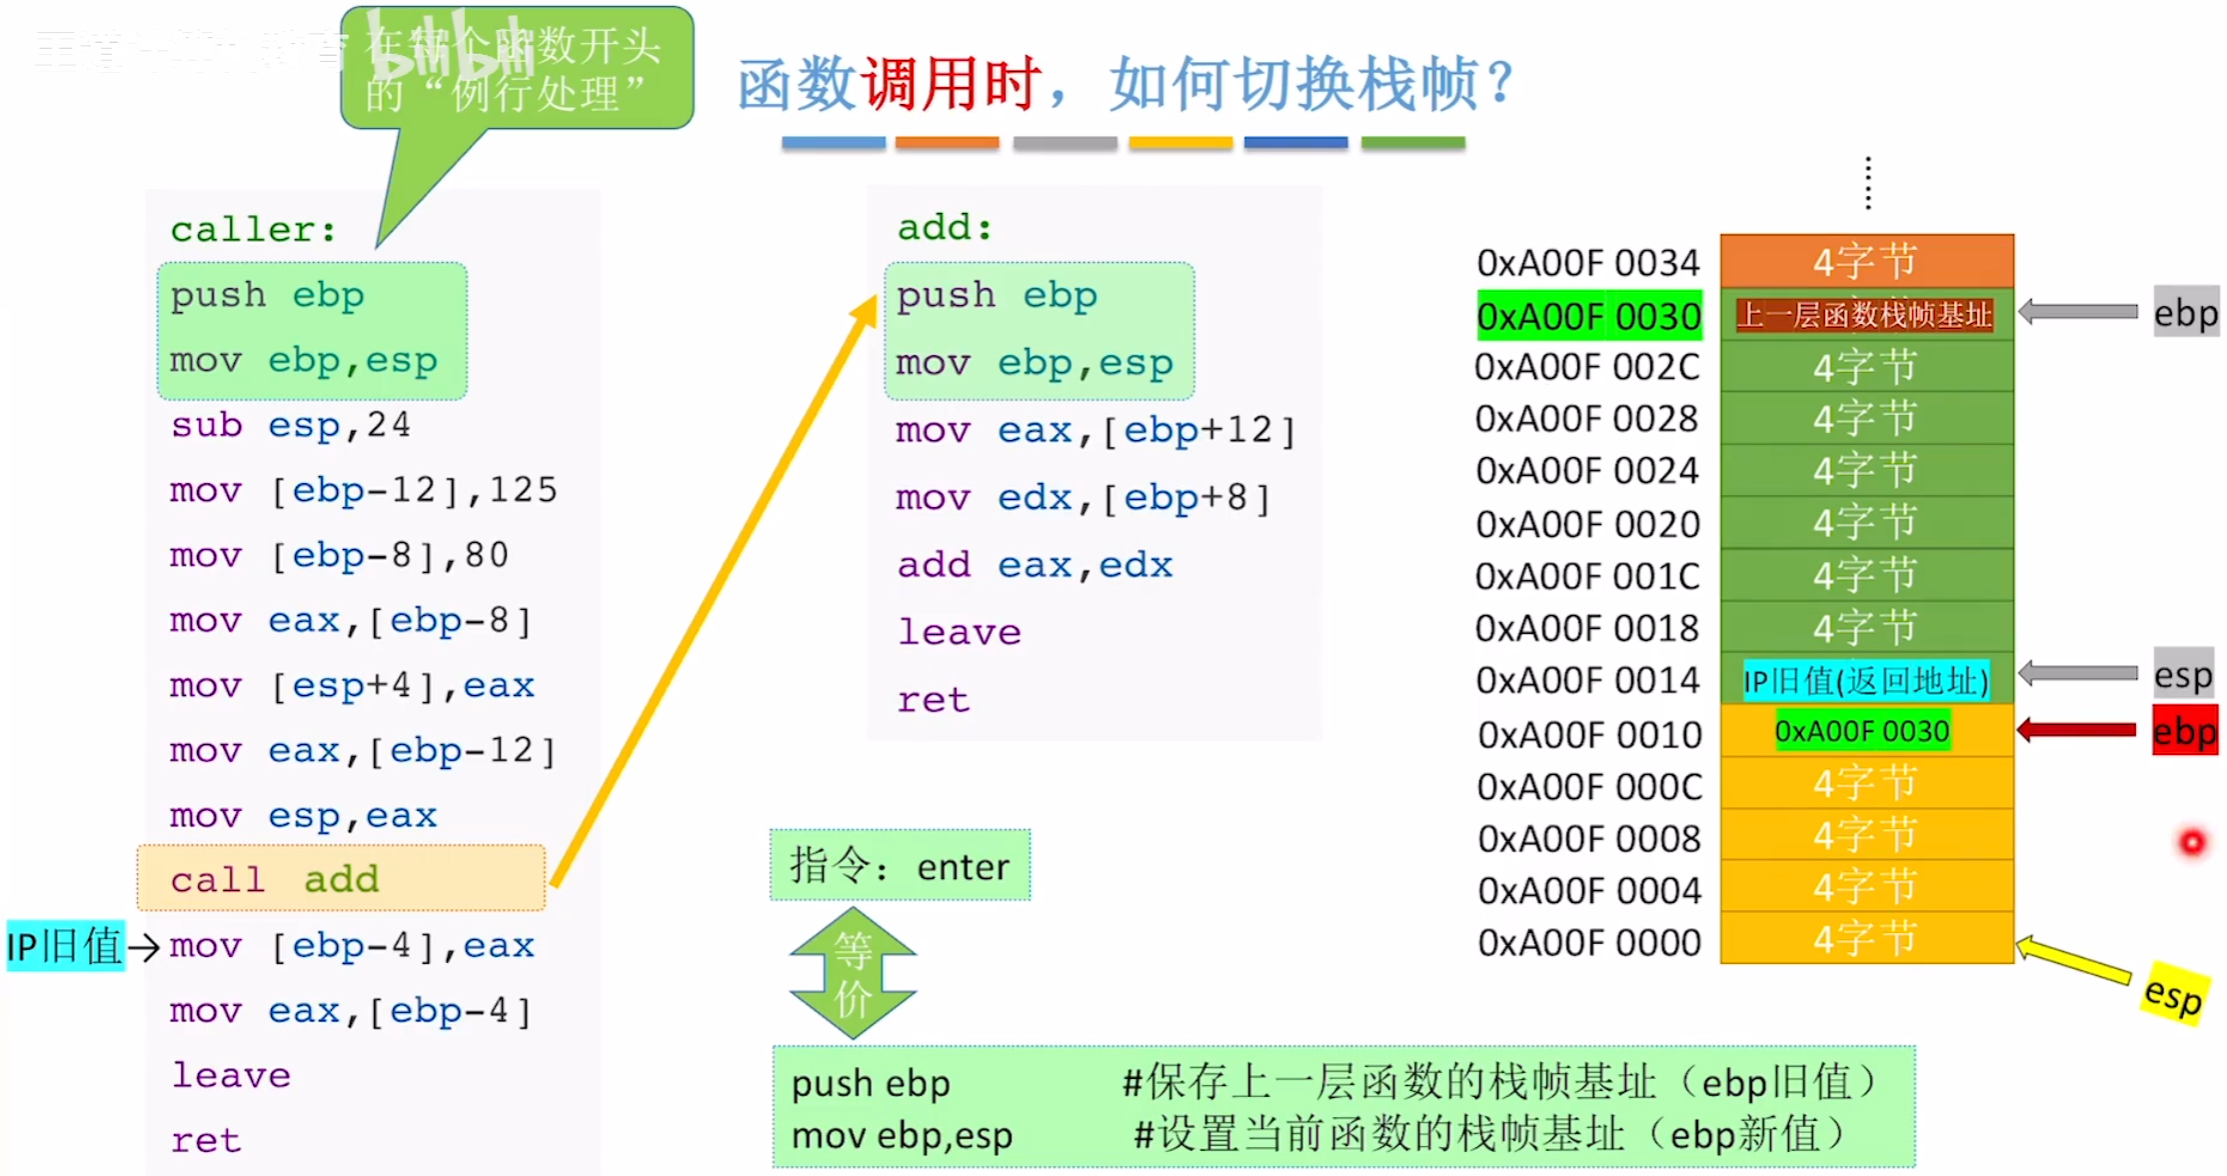 在每个函数开头
的“例行处理”
bilibili
函数调用时，如何切换栈帧？
caller:
push ebp
mov ebp,esp
sub esp,24
mov [ebp-12],125
mov [ebp-8],80
mov eax,[ebp-8]
mov [esp+4],eax
mov eax,[ebp-12]
mov esp,eax
call add
IP旧值
mov [ebp-4],eax
mov eax,[ebp-4]
leave
ret
add:
push ebp
mov ebp,esp
mov eax,[ebp+12]
mov edx,[ebp+8]
add eax,edx
leave
ret
指令：enter
等
价
push ebp #保存上一层函数的栈帧基址（ebp旧值）
mov ebp,esp #设置当前函数的栈帧基址（ebp新值）
0xA00F 0034 4字节
0xA00F 0030 上一层函数栈帧基址 ebp
0xA00F 002C 4字节
0xA00F 0028 4字节
0xA00F 0024 4字节
0xA00F 0020 4字节
0xA00F 001C 4字节
0xA00F 0018 4字节
0xA00F 0014 IP旧值(返回地址) esp
0xA00F 0010 0xA00F 0030 ebp
0xA00F 000C 4字节
0xA00F 0008 4字节
0xA00F 0004 4字节
0xA00F 0000 4字节
esp